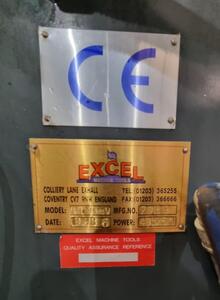 CE
EXCEL
COLLIERY LANE EXHALL TEL (01203) 365255
COVENTRY CV7 9NW ENGLAND FAX (01203) 366666
MODEL MFG.NO.
DATE POWER
EXCEL MACHINE TOOLS
QUALITY ASSURANCE REFERENCE